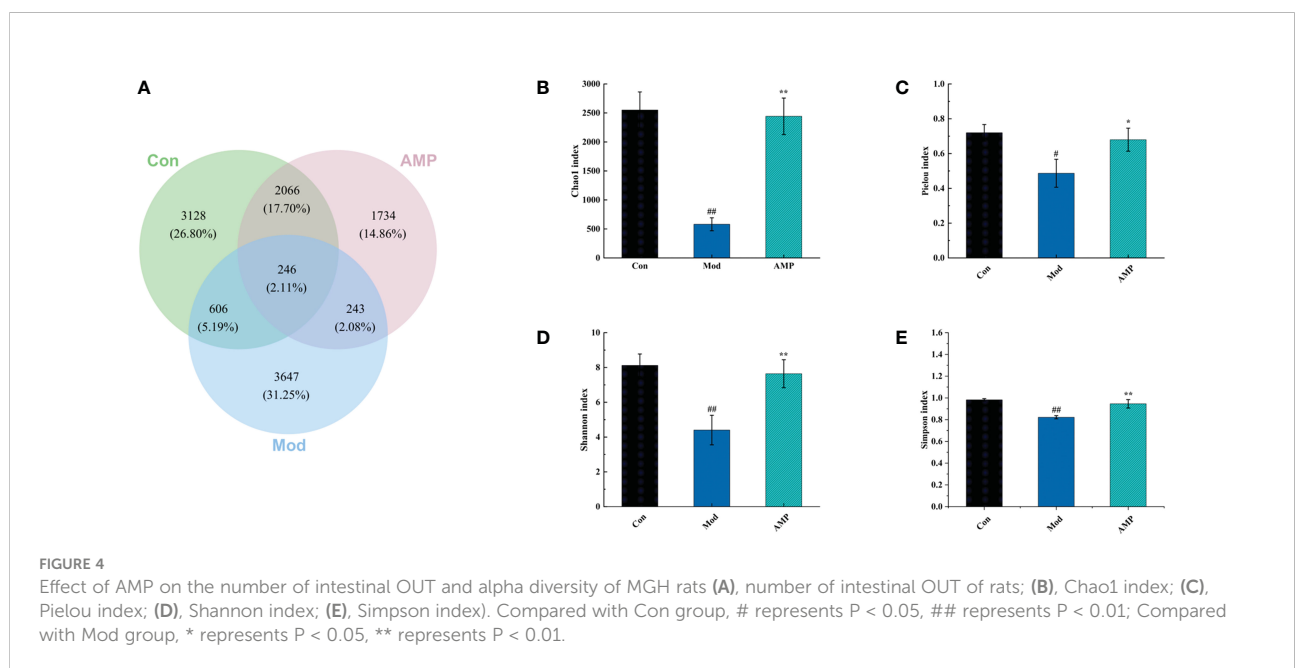 A
Con
AMP
2066
(17.70%)
3128
(26.80%)
1734
(14.86%)
246
(2.11%)
606
(5.19%)
243
(2.08%)
3647
(31.25%)
Mod
B
3000
2500
2000
1500
1000
500
0
Chao1 index
**
##
Con
Mod
AMP
C
1.0
0.8
0.6
0.4
0.2
0.0
Pielou index
*
#
Con
Mod
AMP
D
10
8
6
4
2
0
Shannon index
**
##
Con
Mod
AMP
E
1.6
1.4
1.2
1.0
0.8
0.6
0.4
0.2
0.0
Simpson index
**
##
Con
Mod
AMP
FIGURE 4
Effect of AMP on the number of intestinal OUT and alpha diversity of MGH rats (A), number of intestinal OUT of rats; (B), Chao1 index; (C),
Pielou index; (D), Shannon index; (E), Simpson index). Compared with Con group, # represents P < 0.05, ## represents P < 0.01; Compared
with Mod group, * represents P < 0.05, ** represents P < 0.01.